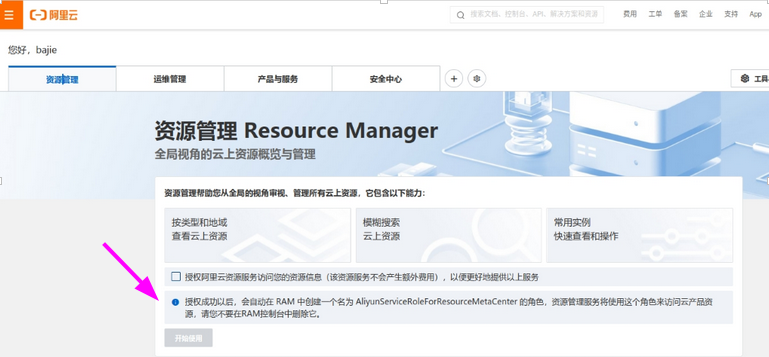 阿里云
搜索文档、控制台、API、解决方案和资源
费用 工单 备案 企业 支持 App
您好，bajie
资源管理 运维管理 产品与服务 安全中心
工具
资源管理 Resource Manager
全局视角的云上资源概览与管理
资源管理帮助您从全局的视角审视、管理所有云上资源，它包含以下能力：
按类型和地域 模糊搜索 常用实例
查看云上资源 云上资源 快速查看和操作
授权阿里云资源服务访问您的资源信息（该资源服务不会产生额外费用），以便更好地提供以上服务
授权成功以后，会自动在 RAM 中创建一个名为 AliyunServiceRoleForResourceMetaCenter 的角色，资源管理服务将使用这个角色来访问云产品资
源，请您不要在RAM控制台中删除它。
开始使用